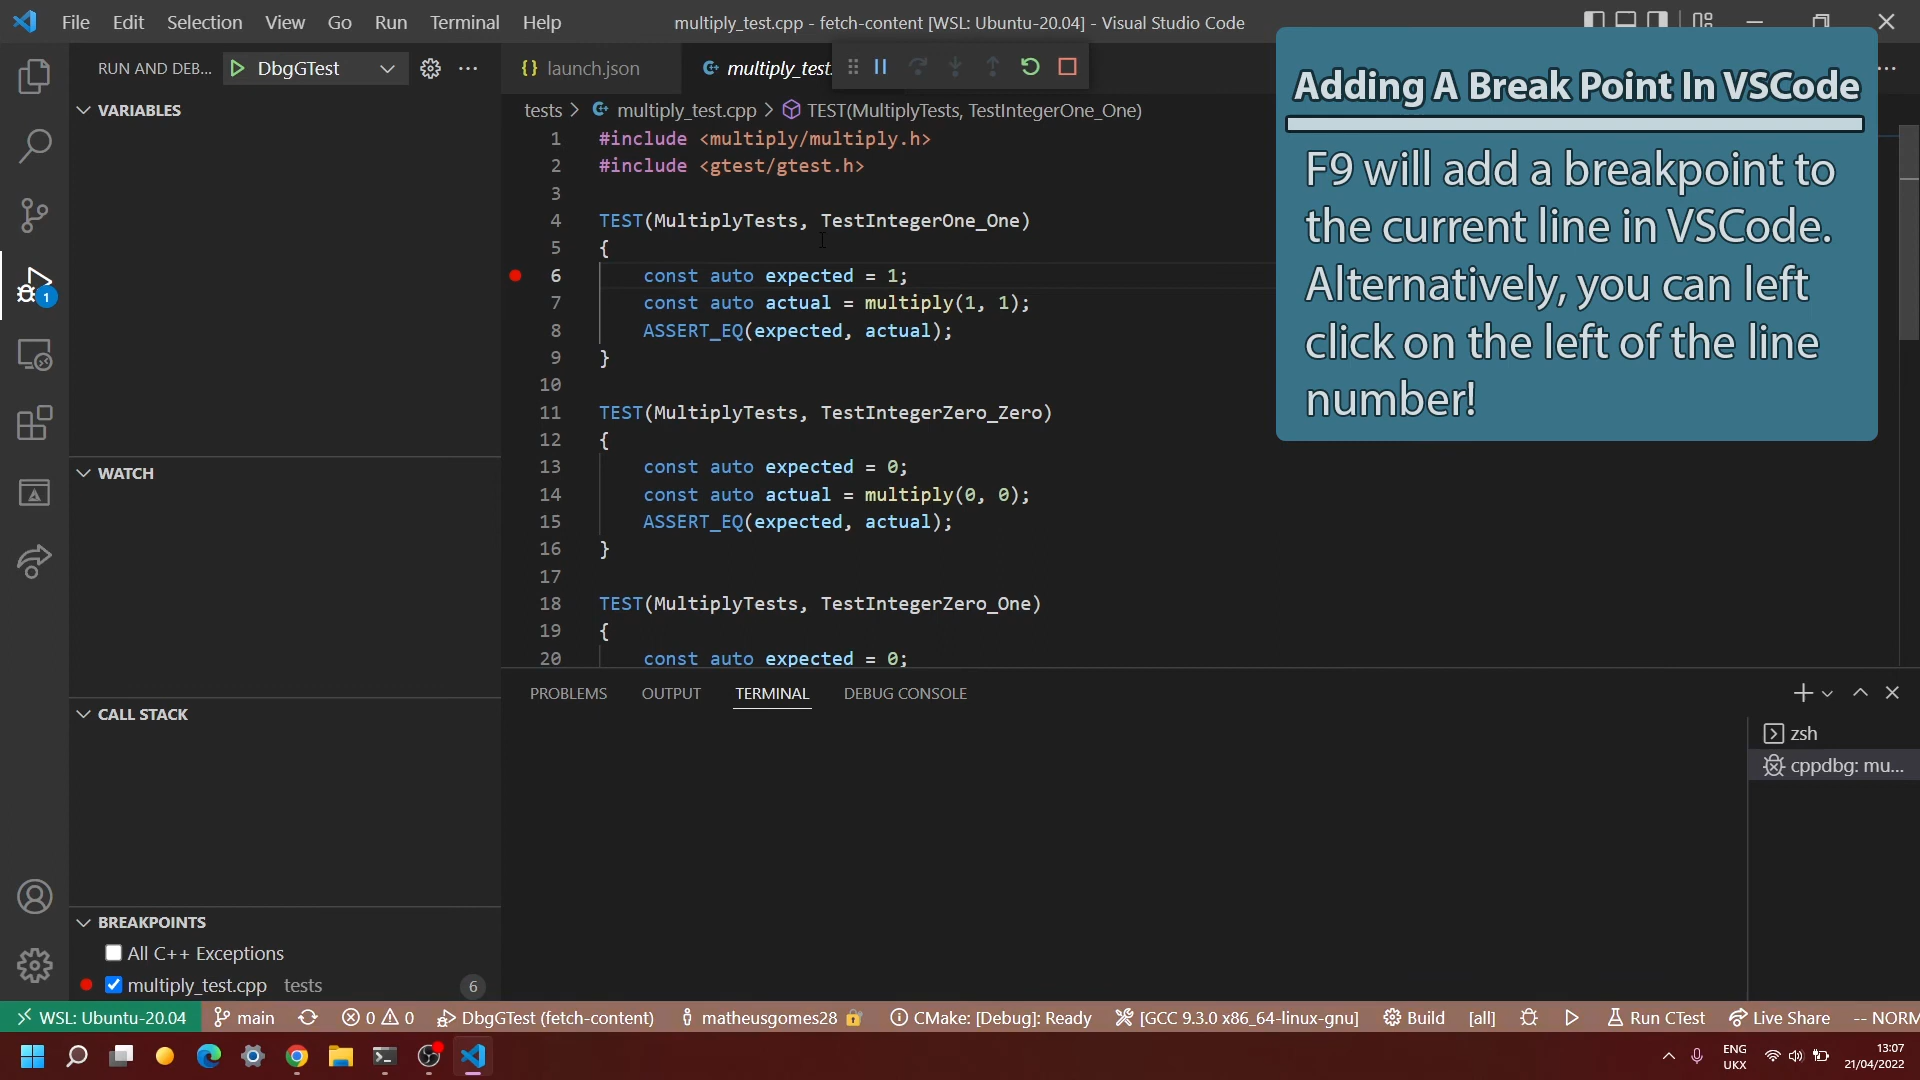 File Edit Selection View Go Run Terminal Help
multiply_test.cpp - fetch-content [WSL: Ubuntu-20.04] - Visual Studio Code
RUN AND DEB... DbgGTest
{} launch.json
multiply_test.
VARIABLES
tests > multiply_test.cpp > TEST(MultiplyTests, TestIntegerOne_One)
1 #include <multiply/multiply.h>
2 #include <gtest/gtest.h>
3
4 TEST(MultiplyTests, TestIntegerOne_One)
5 {
6 const auto expected = 1;
7 const auto actual = multiply(1, 1);
8 ASSERT_EQ(expected, actual);
9 }
10
11 TEST(MultiplyTests, TestIntegerZero_Zero)
12 {
13 const auto expected = 0;
14 const auto actual = multiply(0, 0);
15 ASSERT_EQ(expected, actual);
16 }
17
18 TEST(MultiplyTests, TestIntegerZero_One)
19 {
20 const auto expected = 0;
Adding A Break Point In VSCode
F9 will add a breakpoint to
the current line in VSCode.
Alternatively, you can left
click on the left of the line
number!
1
WATCH
CALL STACK
BREAKPOINTS
All C++ Exceptions
multiply_test.cpp tests 6
PROBLEMS OUTPUT TERMINAL DEBUG CONSOLE
zsh
cppdbg: mu...
WSL: Ubuntu-20.04 main 0 0 DbgGTest (fetch-content) matheusgomes28 CMake: [Debug]: Ready [GCC 9.3.0 x86_64-linux-gnu] Build [all] Run CTest Live Share -- NORM
ENG
UKX
13:07
21/04/2022